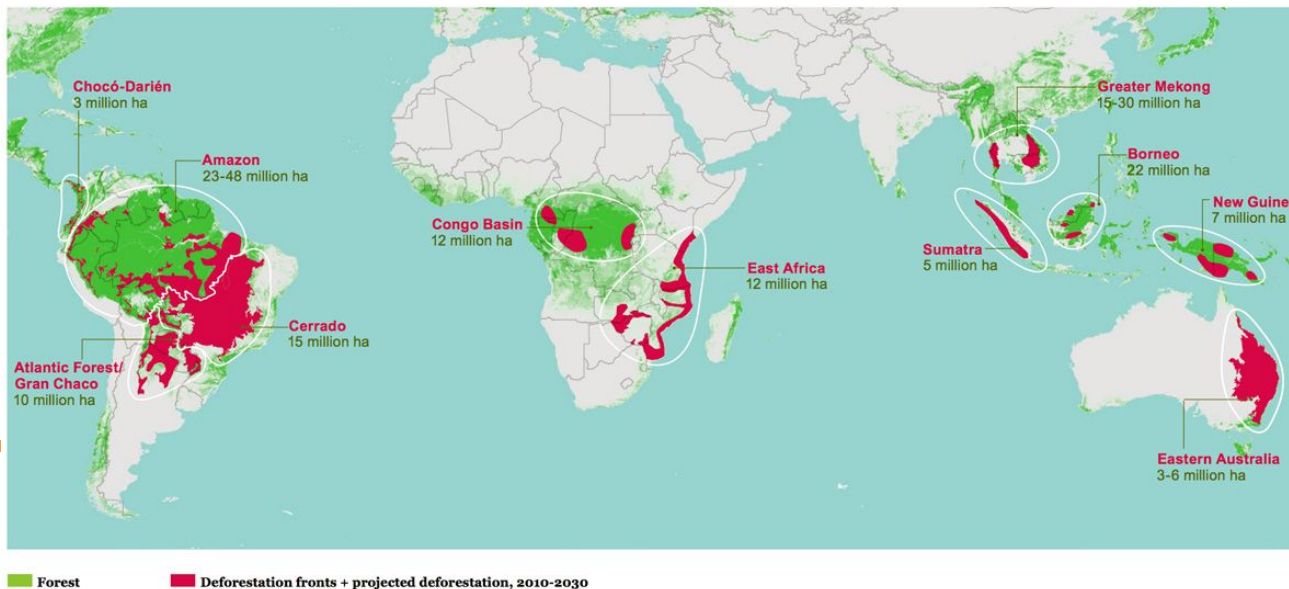 Chocó-Darién
3 million ha
Amazon
23-48 million ha
Congo Basin
12 million ha
East Africa
12 million ha
Greater Mekong
15-30 million ha
Borneo
22 million ha
New Guine
7 million ha
Sumatra
5 million ha
Cerrado
15 million ha
Atlantic Forest/
Gran Chaco
10 million ha
Eastern Australia
3-6 million ha
Forest
Deforestation fronts + projected deforestation, 2010-2030